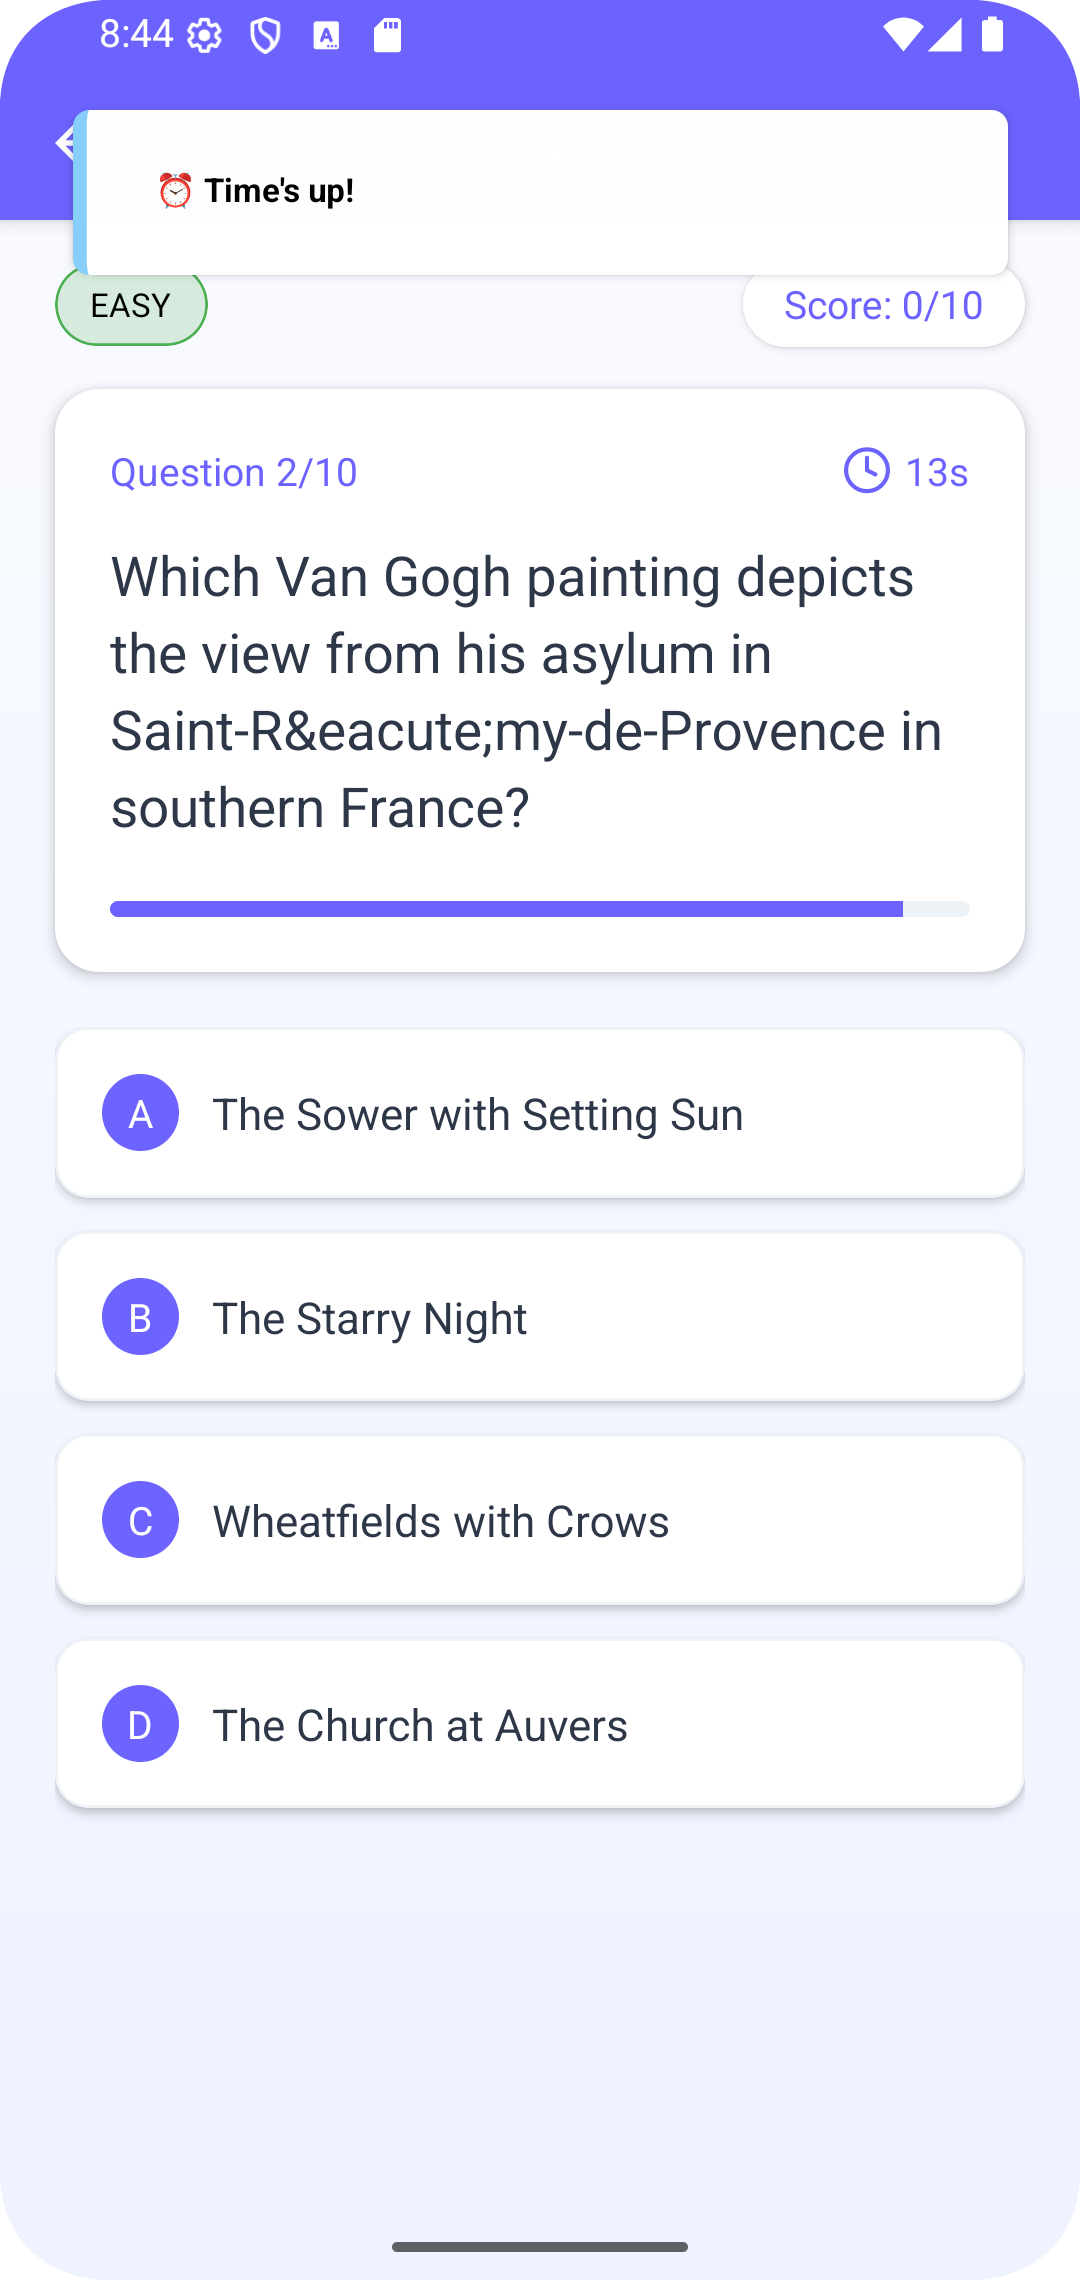 8:44
⏰ Time's up!
EASY
Score: 0/10
Question 2/10
13s
Which Van Gogh painting depicts
the view from his asylum in
Saint-R&eacute;my-de-Provence in
southern France?
A
The Sower with Setting Sun
B
The Starry Night
C
Wheatfields with Crows
D
The Church at Auvers